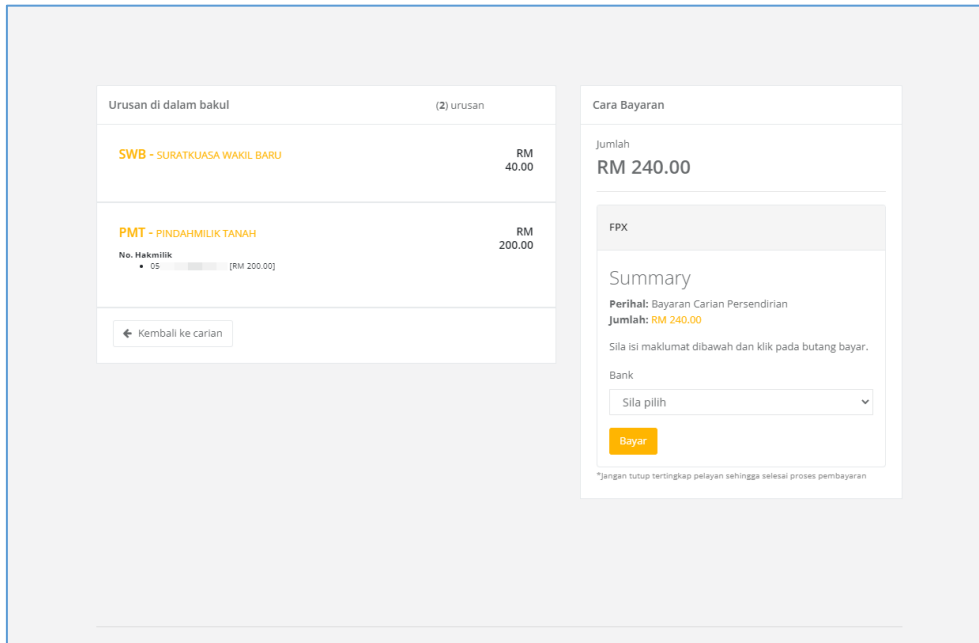 Urusan di dalam bakul (2) urusan
SWB - SURATKUASA WAKIL BARU RM
40.00
PMT - PINDAHMILIK TANAH RM
200.00
No. Hakmilik
• 05 [RM 200.00]
Kembali ke carian
Cara Bayaran
Jumlah
RM 240.00
FPX
Summary
Perihal: Bayaran Carian Persendirian
Jumlah: RM 240.00
Sila isi maklumat dibawah dan klik pada butang bayar.
Bank
Sila pilih
Bayar
*Jangan tutup tertingkap pelayan sehingga selesai proses pembayaran